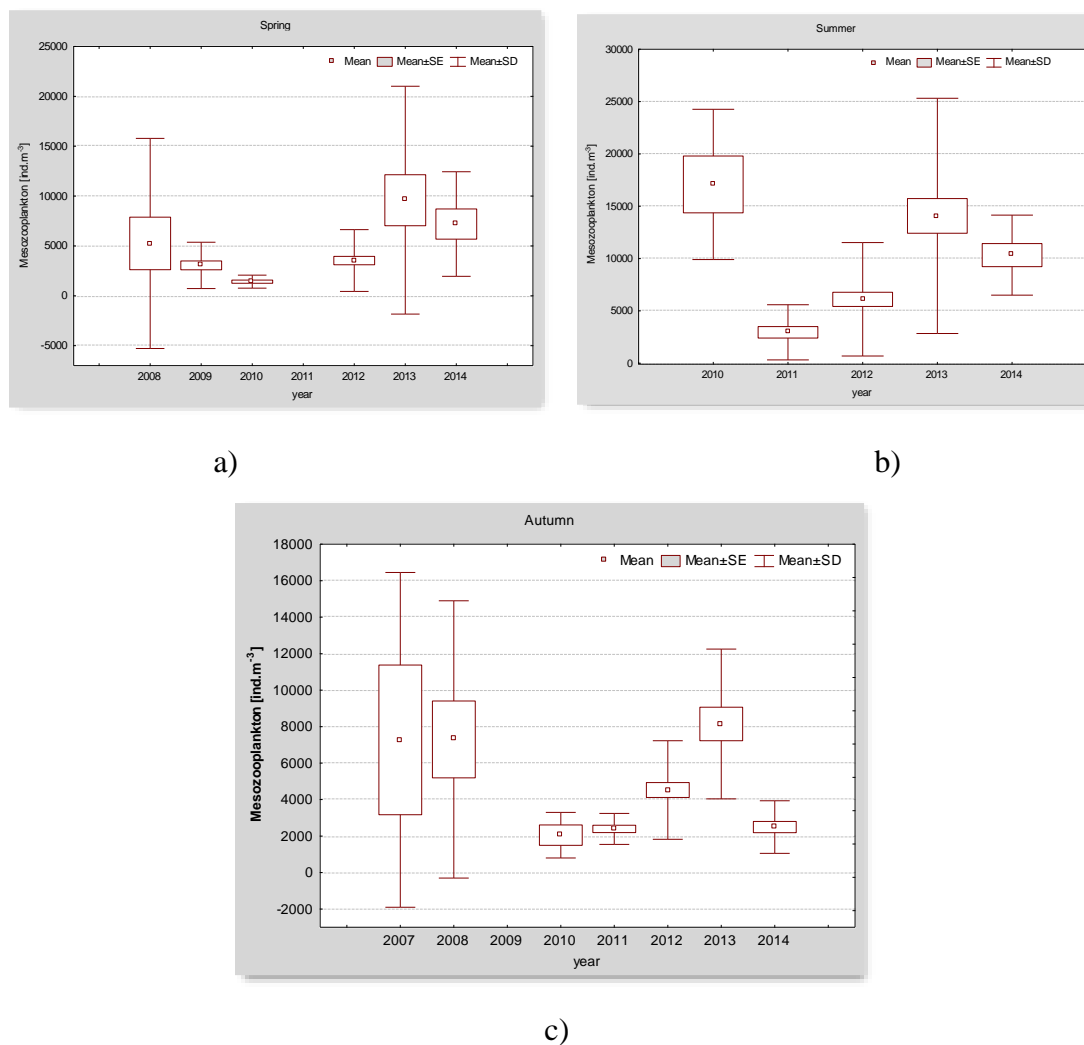 Spring
25000
20000
15000
10000
5000
0
-5000
Mesozooplankton [ind.m-3]
Mean Mean±SE Mean±SD
2008 2009 2010 2011 2012 2013 2014
year
a)
Summer
30000
25000
20000
15000
10000
5000
0
Mesozooplankton [ind.m-3]
Mean Mean±SE Mean±SD
2010 2011 2012 2013 2014
year
b)
Autumn
18000
16000
14000
12000
10000
8000
6000
4000
2000
0
-2000
Mesozooplankton [ind.m-3]
Mean Mean±SE Mean±SD
2007 2008 2009 2010 2011 2012 2013 2014
year
c)